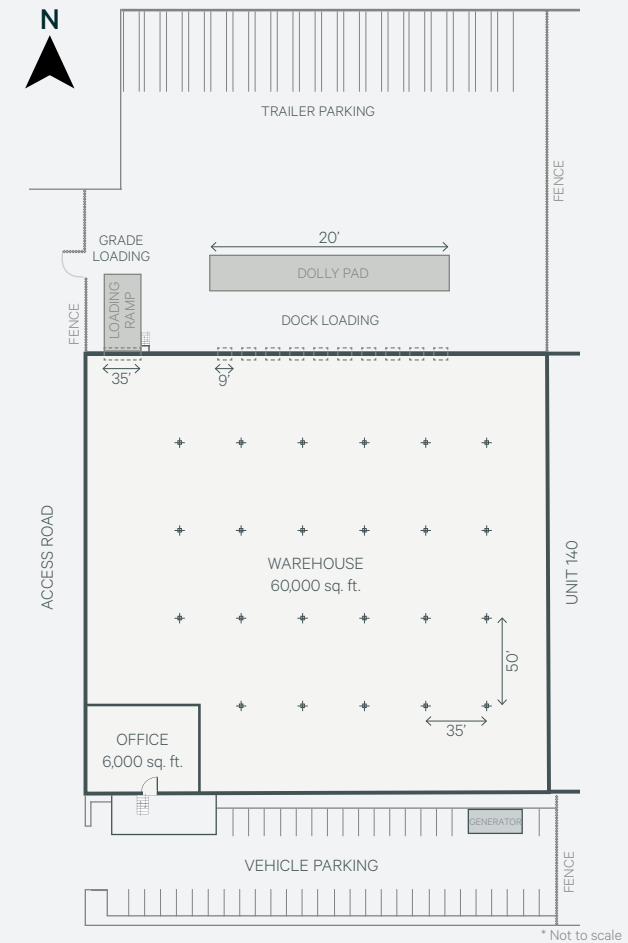 N
TRAILER PARKING
FENCE
GRADE
LOADING
20'
DOLLY PAD
LOADING
RAMP
FENCE
DOCK LOADING
35'
9'
ACCESS ROAD
WAREHOUSE
60,000 sq. ft.
UNIT 140
50'
35'
OFFICE
6,000 sq. ft.
GENERATOR
VEHICLE PARKING
FENCE
* Not to scale